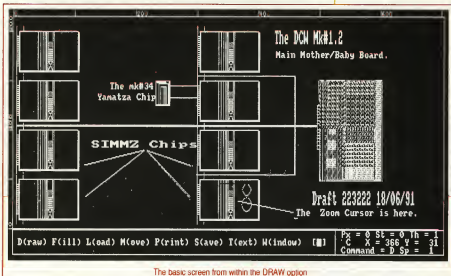 The DGW Mk#1.2
Main Mother/Baby Board.
The mk#34
Yamatza Chip
SIMMZ Chips
Draft 223222 18/06/91
The Zoom Cursor is here.
D(raw) F(ill) L(oad) M(ove) P(rint) S(ave) T(ext) W(indow)
Px = 0 St = 0 Th = 1
C X = 366 Y = 31
Command = D Sp = 1
The basic screen from within the DRAW option